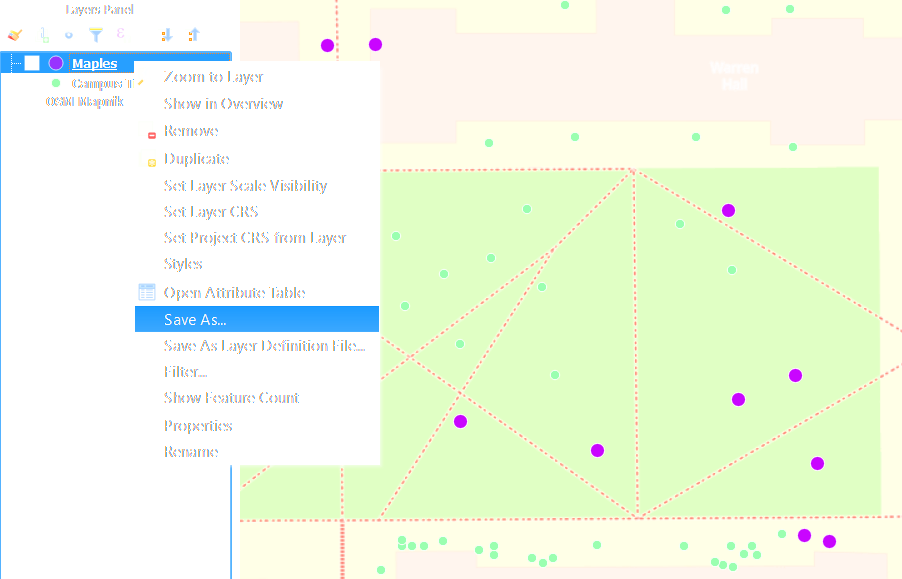 Layers Panel
Maples
Campus T
OSM Mapnik
Zoom to Layer
Show in Overview
Remove
Duplicate
Set Layer Scale Visibility
Set Layer CRS
Set Project CRS from Layer
Styles
Open Attribute Table
Save As...
Save As Layer Definition File...
Filter...
Show Feature Count
Properties
Rename
Warren
Hall